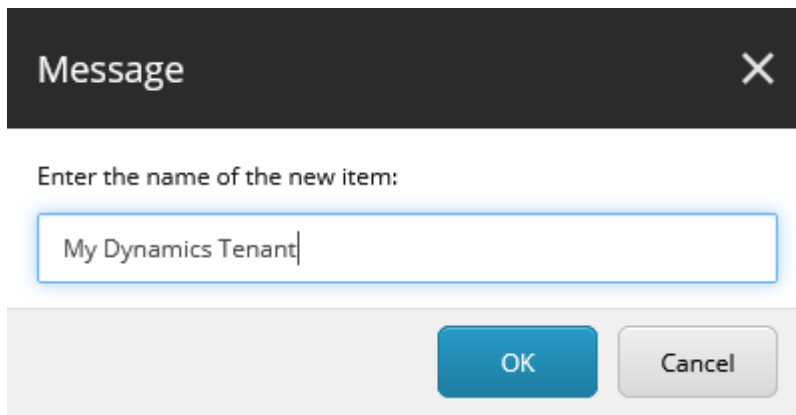 Message
Enter the name of the new item:
My Dynamics Tenant
OK Cancel